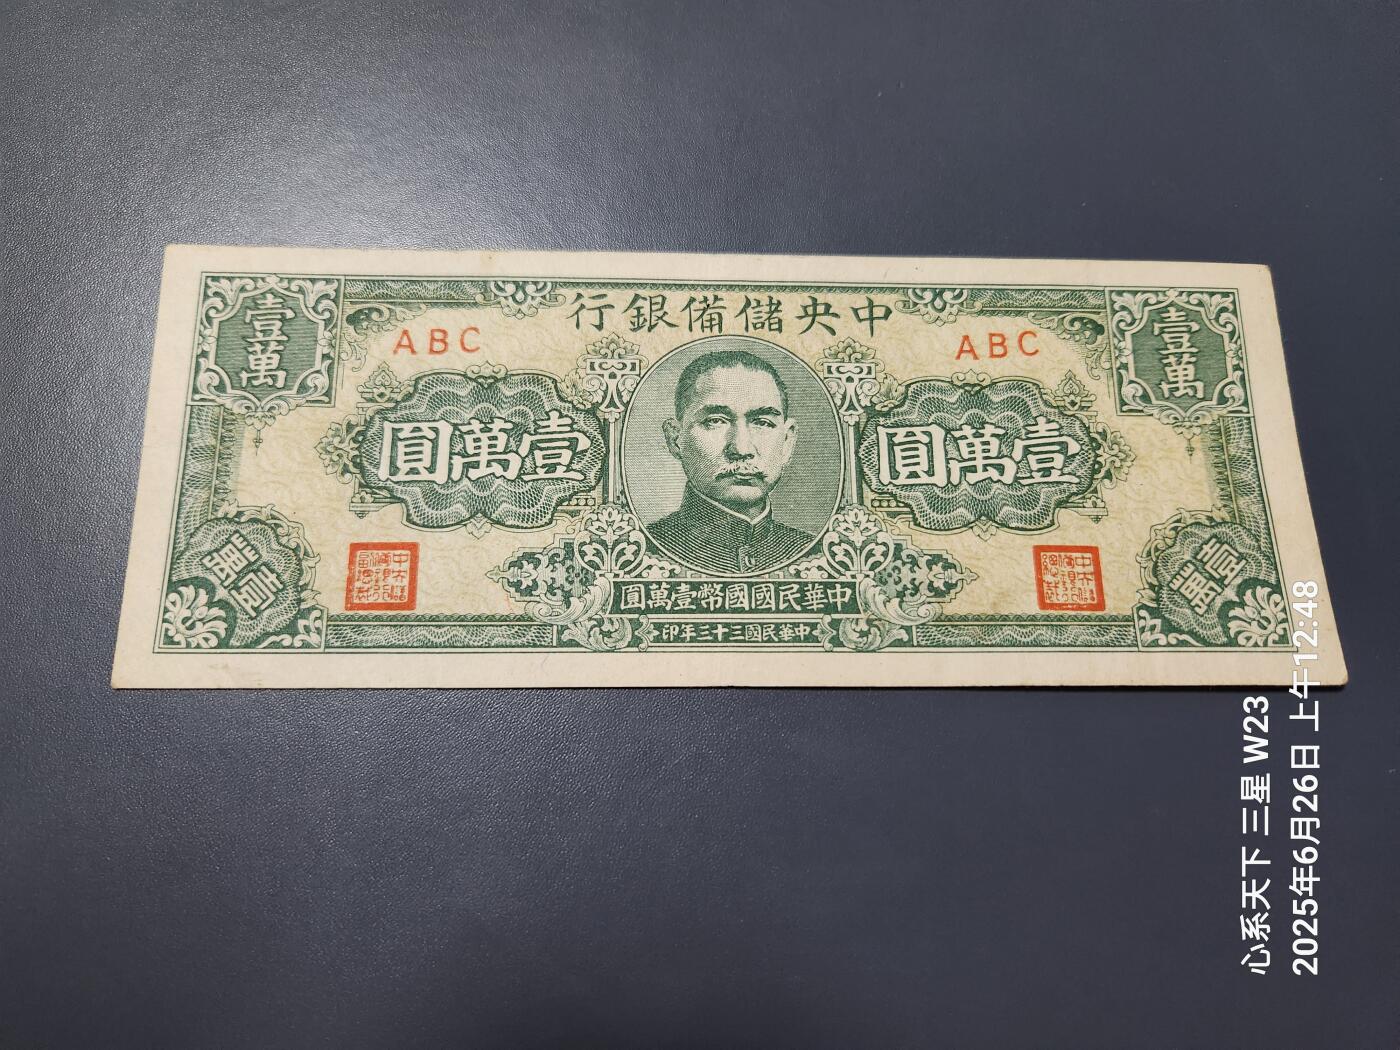 行銀備儲央中
ABC
ABC
壹萬
壹萬
圓萬壹
圓萬壹
壹萬
壹萬
圓萬壹幣國國民華中
印年三十三國民華中
心系天下 三星 W23
2025年6月26日 上午12:48